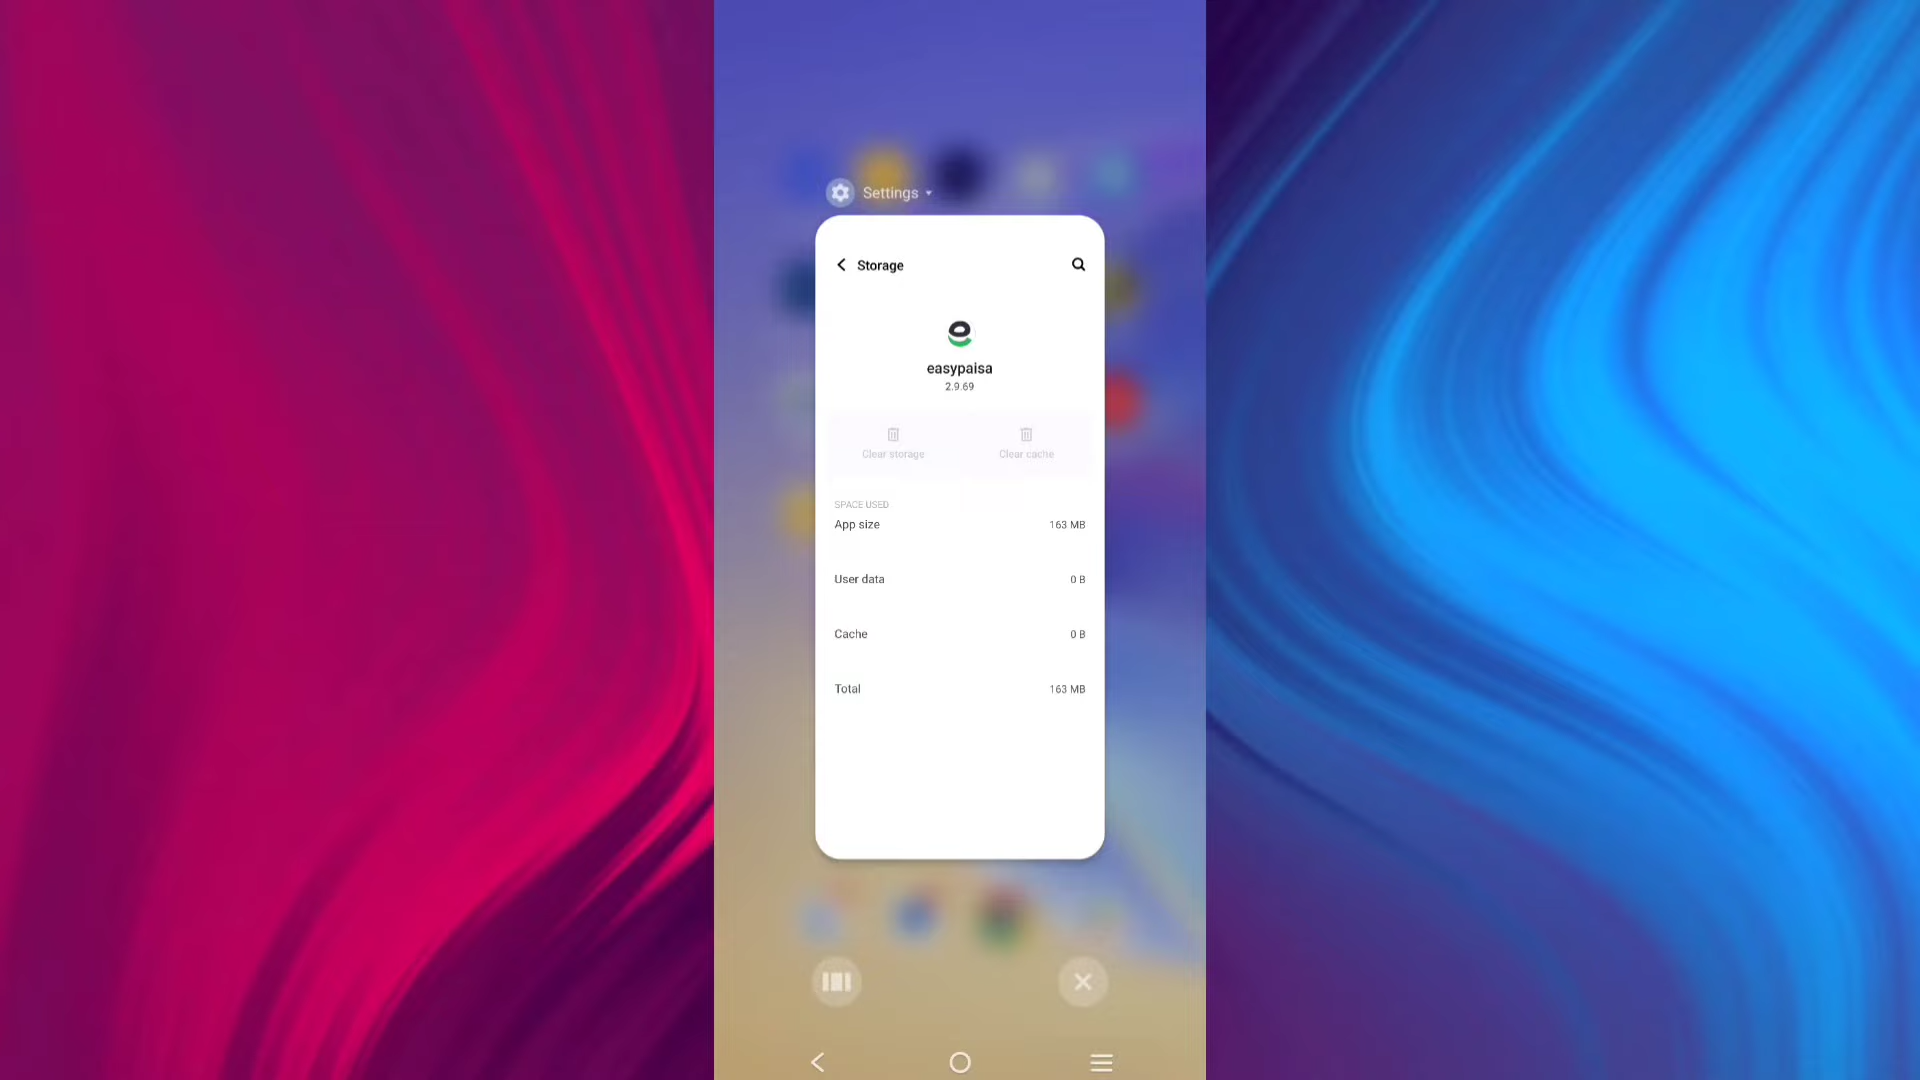 Settings
Storage
easypaisa
2.9.69
Clear storage
Clear cache
SPACE USED
App size 163 MB
User data 0 B
Cache 0 B
Total 163 MB